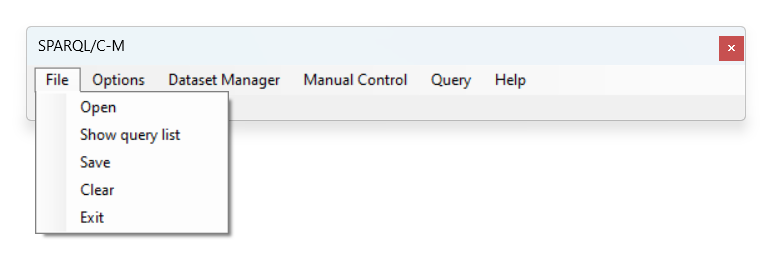 SPARQL/C-M
File Options Dataset Manager Manual Control Query Help
Open
Show query list
Save
Clear
Exit